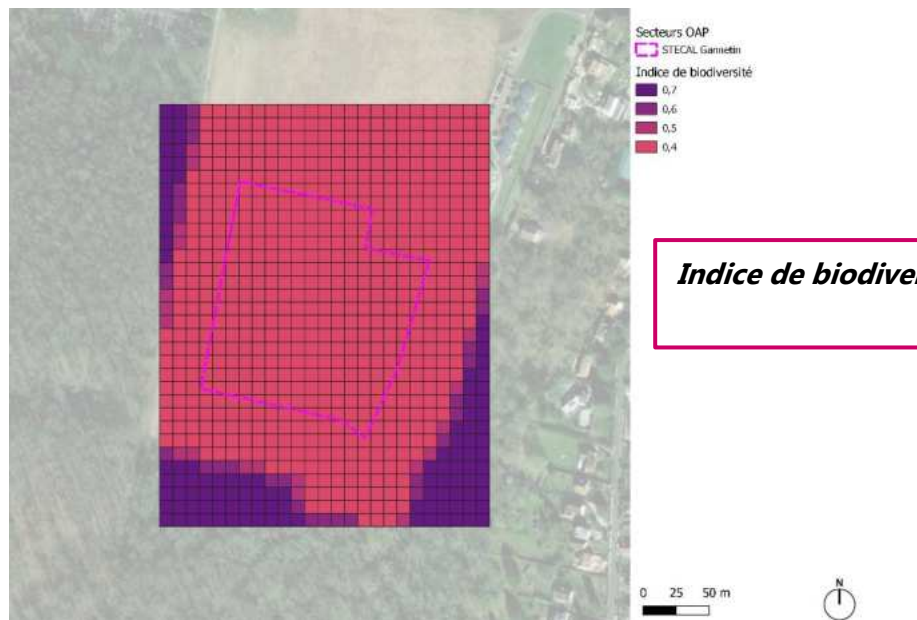 Secteurs OAP
STECAL Gannetin
Indice de biodiversité
0,7
0,6
0,5
0,4
Indice de biodiver
0 25 50 m
N